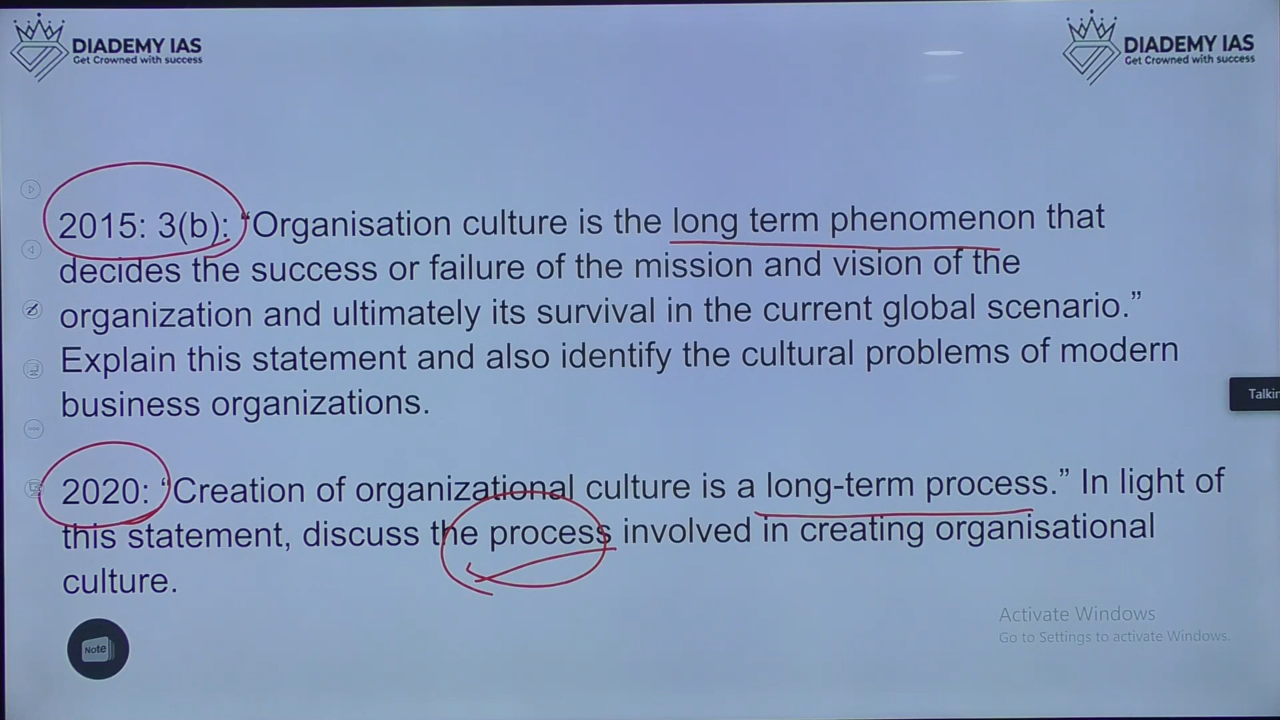 DIADEMY IAS
Get Crowned with success
DIADEMY IAS
Get Crowned with success
2015: 3(b): “Organisation culture is the long term phenomenon that
decides the success or failure of the mission and vision of the
organization and ultimately its survival in the current global scenario.”
Explain this statement and also identify the cultural problems of modern
business organizations.
Talkin
2020: “Creation of organizational culture is a long-term process.” In light of
this statement, discuss the process involved in creating organisational
culture.
Activate Windows
Go to Settings to activate Windows.
Note